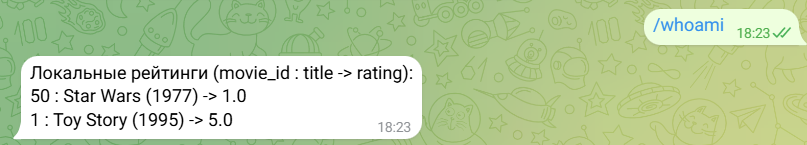 /whoami
18:23
Локальные рейтинги (movie_id : title -> rating):
50 : Star Wars (1977) -> 1.0
1 : Toy Story (1995) -> 5.0
18:23